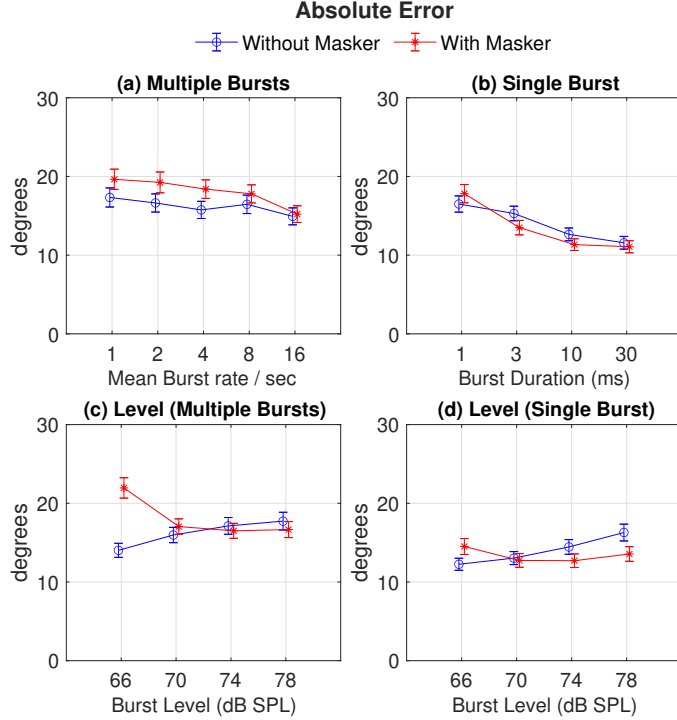 Absolute Error
Without Masker With Masker
(a) Multiple Bursts
30
20
10
0
degrees
1 2 4 8 16
Mean Burst rate / sec
(b) Single Burst
30
20
10
0
degrees
1 3 10 30
Burst Duration (ms)
(c) Level (Multiple Bursts)
30
20
10
0
degrees
66 70 74 78
Burst Level (dB SPL)
(d) Level (Single Burst)
30
20
10
0
degrees
66 70 74 78
Burst Level (dB SPL)